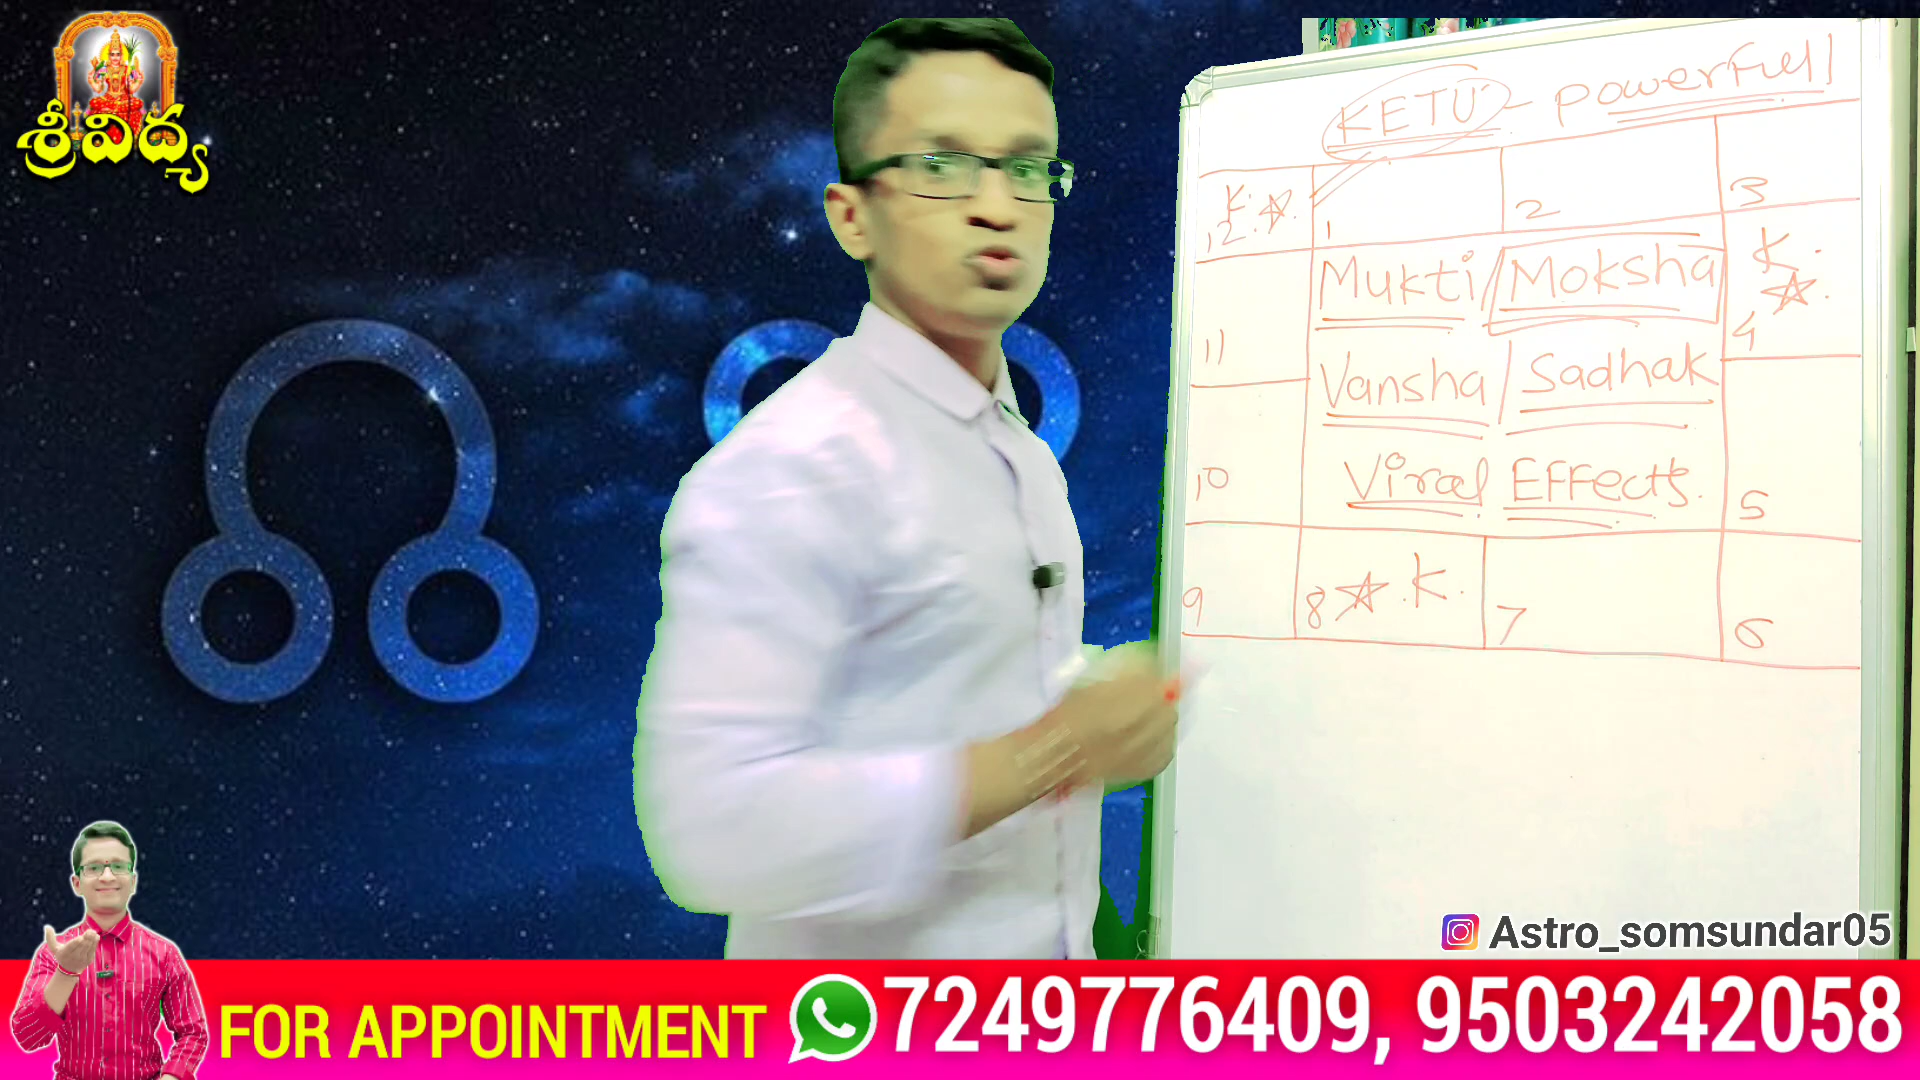 శ్రీవిద్య
KETU - powerfull
K. 12. 1 2 3
Mukti / Moksha K.
11 4
Vansha / Sadhak
10 Viral Effects. 5
9 8 .K. 7 6
Astro_somsundar05
FOR APPOINTMENT 7249776409, 9503242058